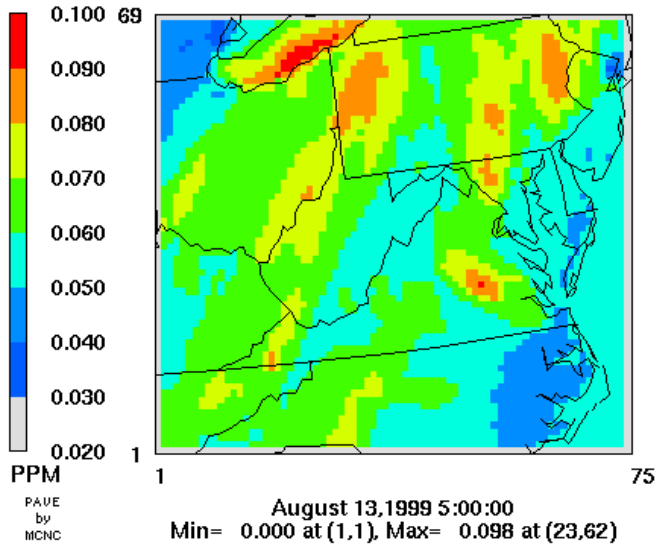 0.100
0.090
0.080
0.070
0.060
0.050
0.040
0.030
0.020
PPM
PAVE
by
MCNC
69
1
1 75
August 13,1999 5:00:00
Min= 0.000 at (1,1), Max= 0.098 at (23,62)